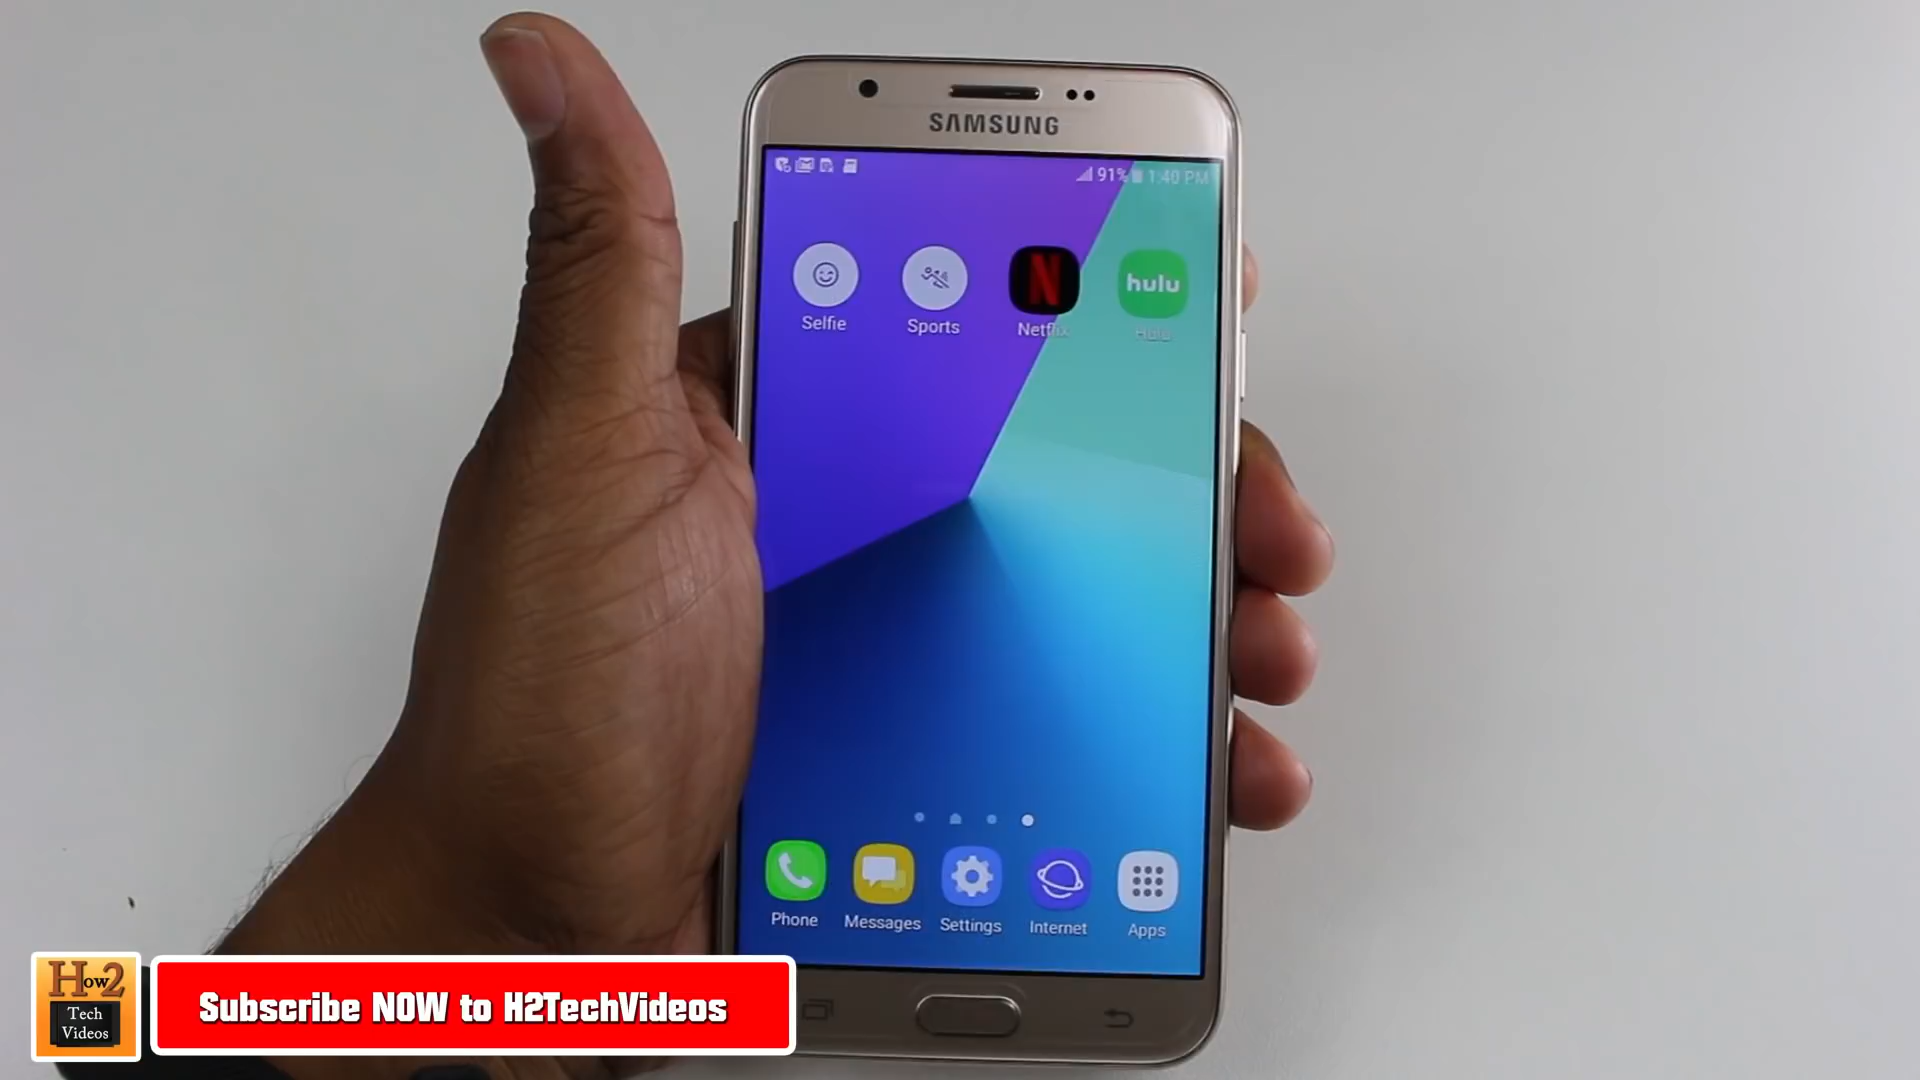 SAMSUNG
91% 1:40 PM
Selfie
Sports
N
Netflix
hulu
Hulu
Phone
Messages
Settings
Internet
Apps
How2
Tech
Videos
Subscribe NOW to H2TechVideos